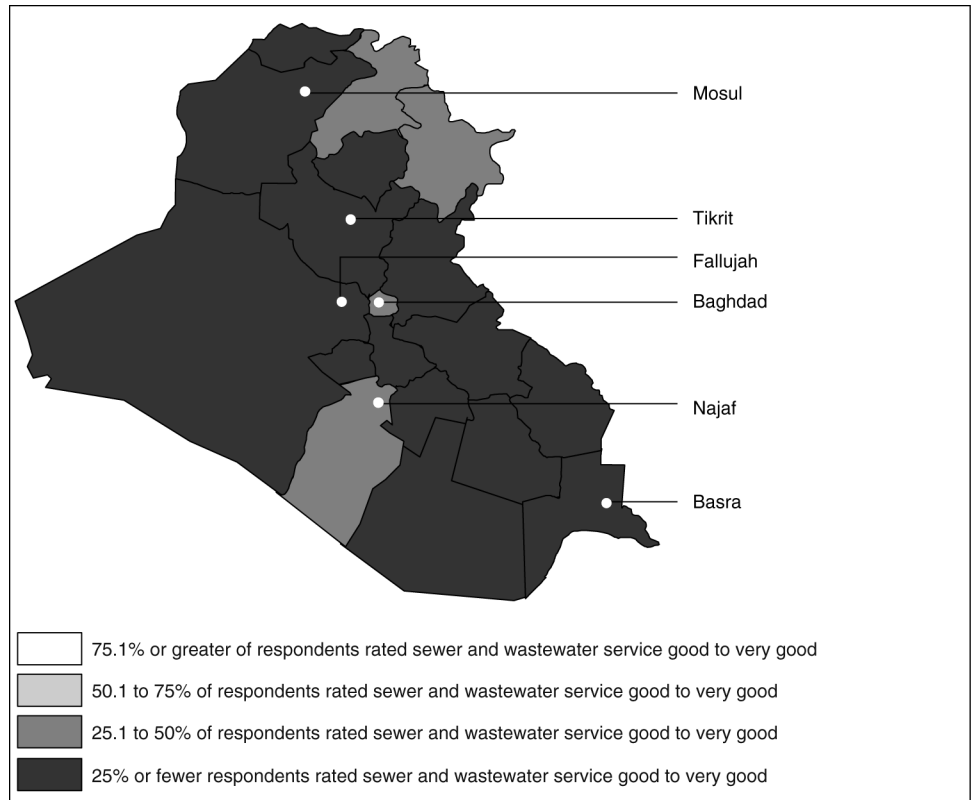 Mosul
Tikrit
Fallujah
Baghdad
Najaf
Basra
75.1% or greater of respondents rated sewer and wastewater service good to very good
50.1 to 75% of respondents rated sewer and wastewater service good to very good
25.1 to 50% of respondents rated sewer and wastewater service good to very good
25% or fewer respondents rated sewer and wastewater service good to very good